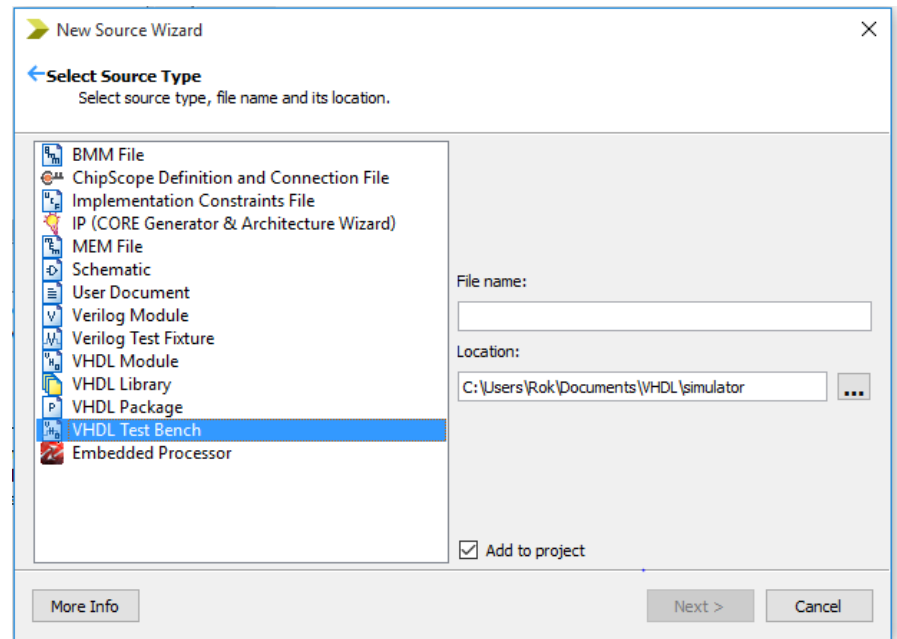 New Source Wizard
Select Source Type
Select source type, file name and its location.
BMM File
ChipScope Definition and Connection File
Implementation Constraints File
IP (CORE Generator & Architecture Wizard)
MEM File
Schematic
User Document
Verilog Module
Verilog Test Fixture
VHDL Module
VHDL Library
VHDL Package
VHDL Test Bench
Embedded Processor
File name:
Location:
C:\Users\Rok\Documents\VHDL\simulator
...
Add to project
More Info
Next >
Cancel